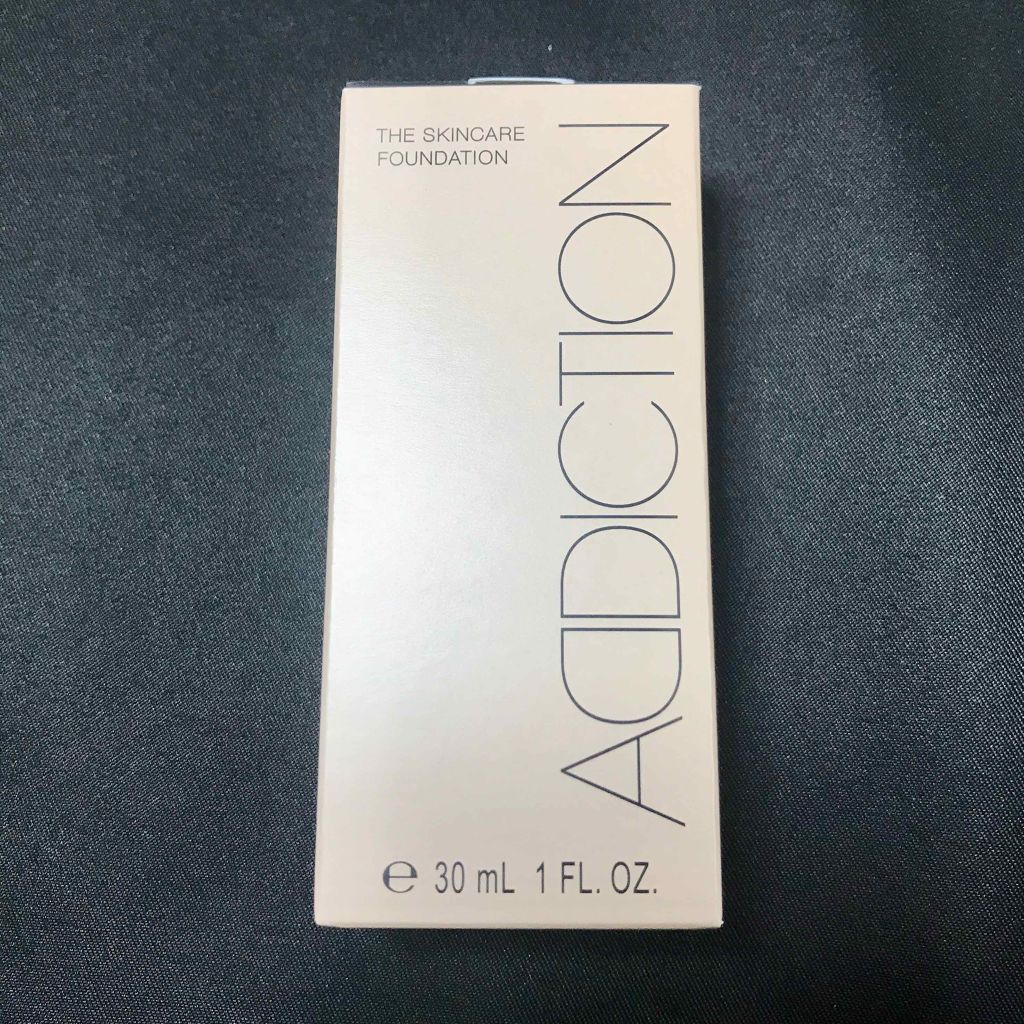 THE SKINCARE
FOUNDATION
ADDICTION
℮ 30 mL 1 FL. OZ.